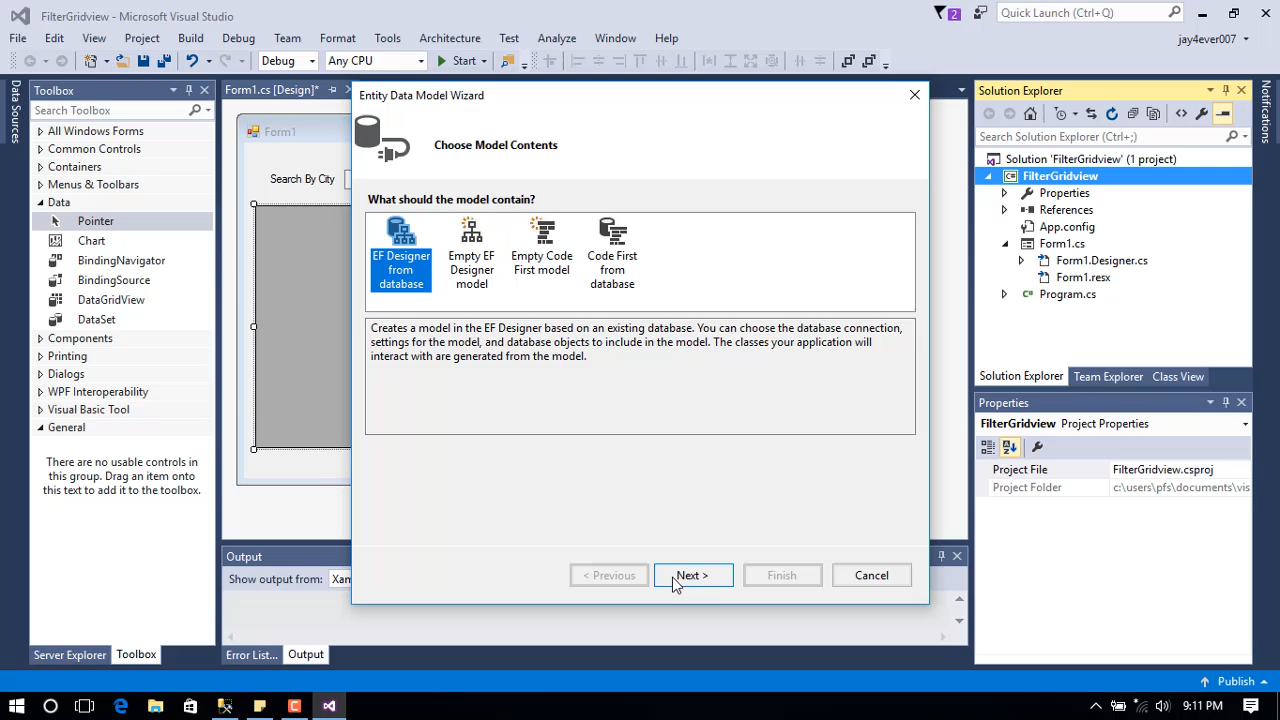 FilterGridview - Microsoft Visual Studio
2
Quick Launch (Ctrl+Q)
File Edit View Project Build Debug Team Format Tools Architecture Test Analyze Window Help
jay4ever007
Debug Any CPU Start
Data Sources
Toolbox
Search Toolbox
All Windows Forms
Common Controls
Containers
Menus & Toolbars
Data
Pointer
Chart
BindingNavigator
BindingSource
DataGridView
DataSet
Components
Printing
Dialogs
WPF Interoperability
Visual Basic Tool
General
There are no usable controls in
this group. Drag an item onto
this text to add it to the toolbox.
Server Explorer Toolbox
Form1.cs [Design]*
Form1
Search By City
Entity Data Model Wizard
Choose Model Contents
What should the model contain?
EF Designer
from
database
Empty EF
Designer
model
Empty Code
First model
Code First
from
database
Creates a model in the EF Designer based on an existing database. You can choose the database connection,
settings for the model, and database objects to include in the model. The classes your application will
interact with are generated from the model.
< Previous Next > Finish Cancel
Output
Show output from: Xam
Error List... Output
Solution Explorer
Search Solution Explorer (Ctrl+;)
Solution 'FilterGridview' (1 project)
FilterGridview
Properties
References
App.config
Form1.cs
Form1.Designer.cs
Form1.resx
Program.cs
Solution Explorer Team Explorer Class View
Properties
FilterGridview Project Properties
Project File FilterGridview.csproj
Project Folder c:\users\pfs\documents\vis
Notifications
Publish
9:11 PM